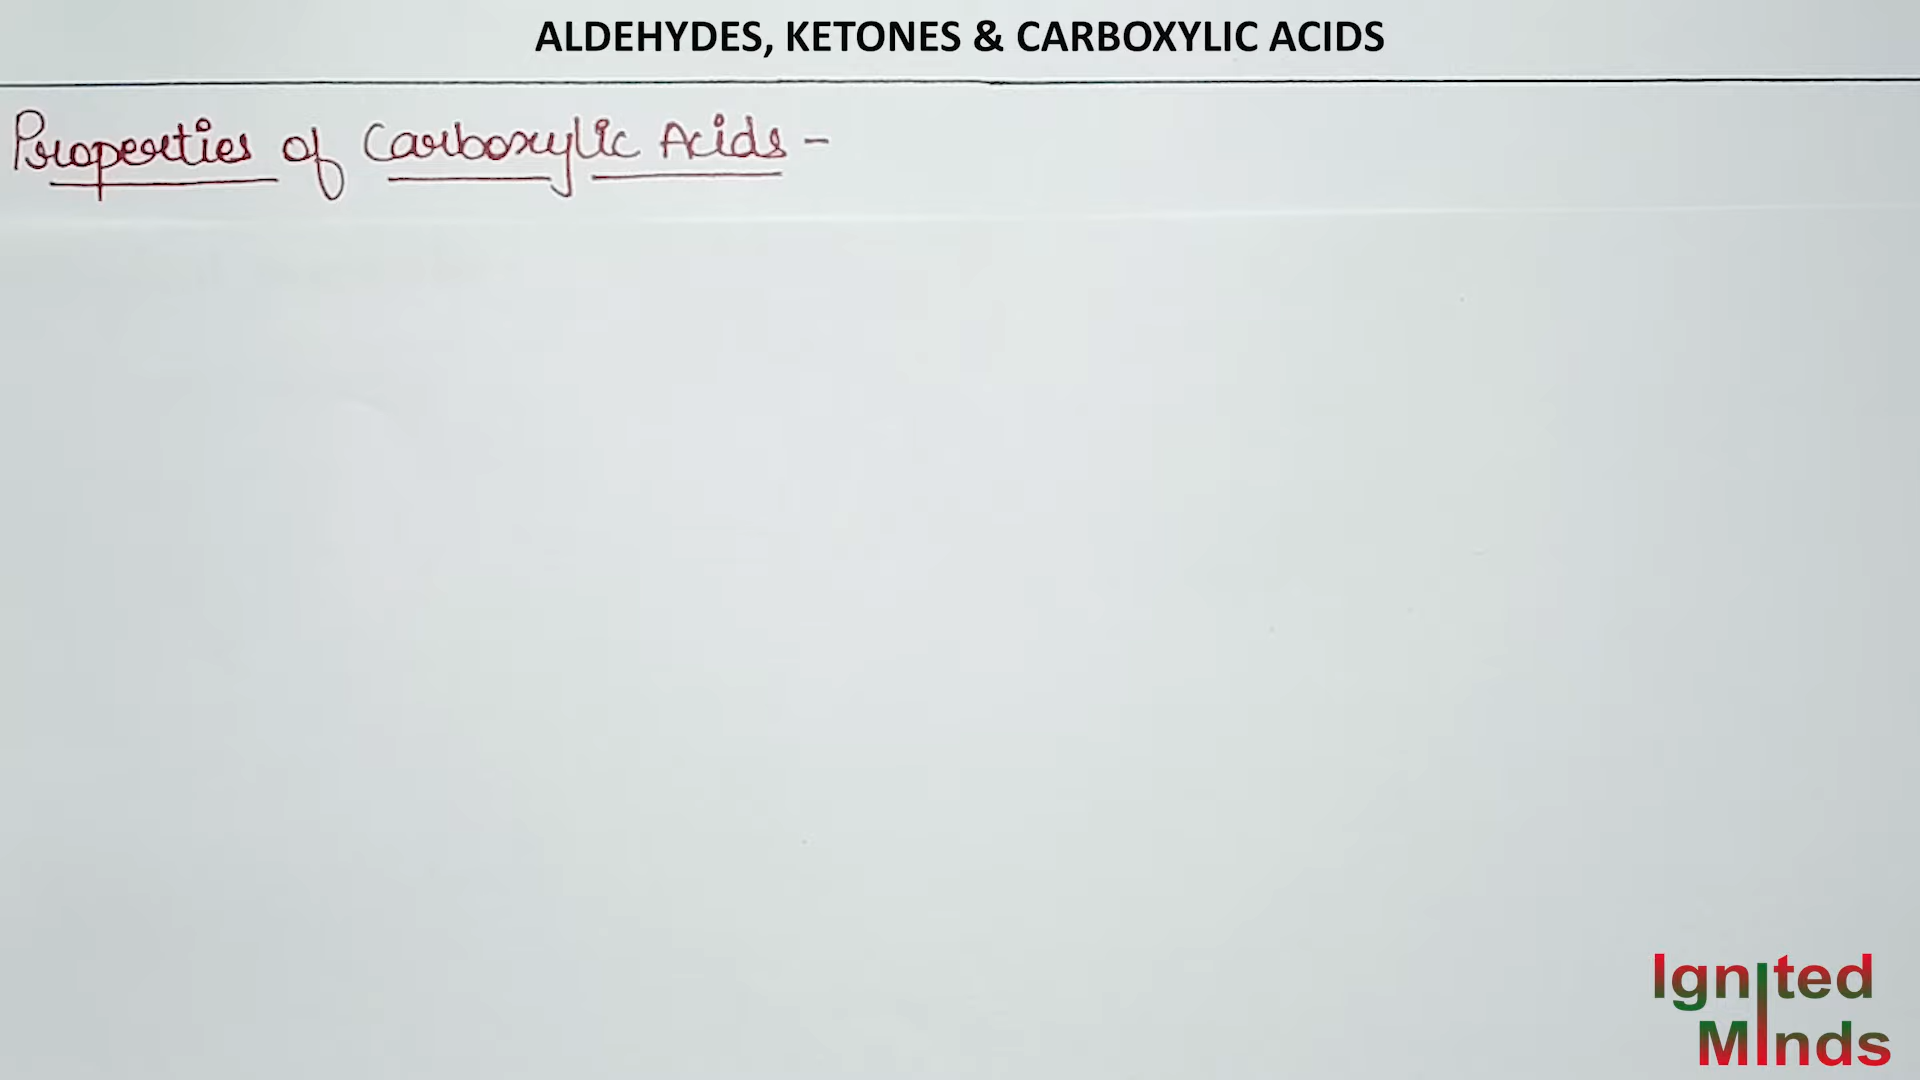 ALDEHYDES, KETONES & CARBOXYLIC ACIDS
Properties of Carboxylic Acids -
Ignited
Minds